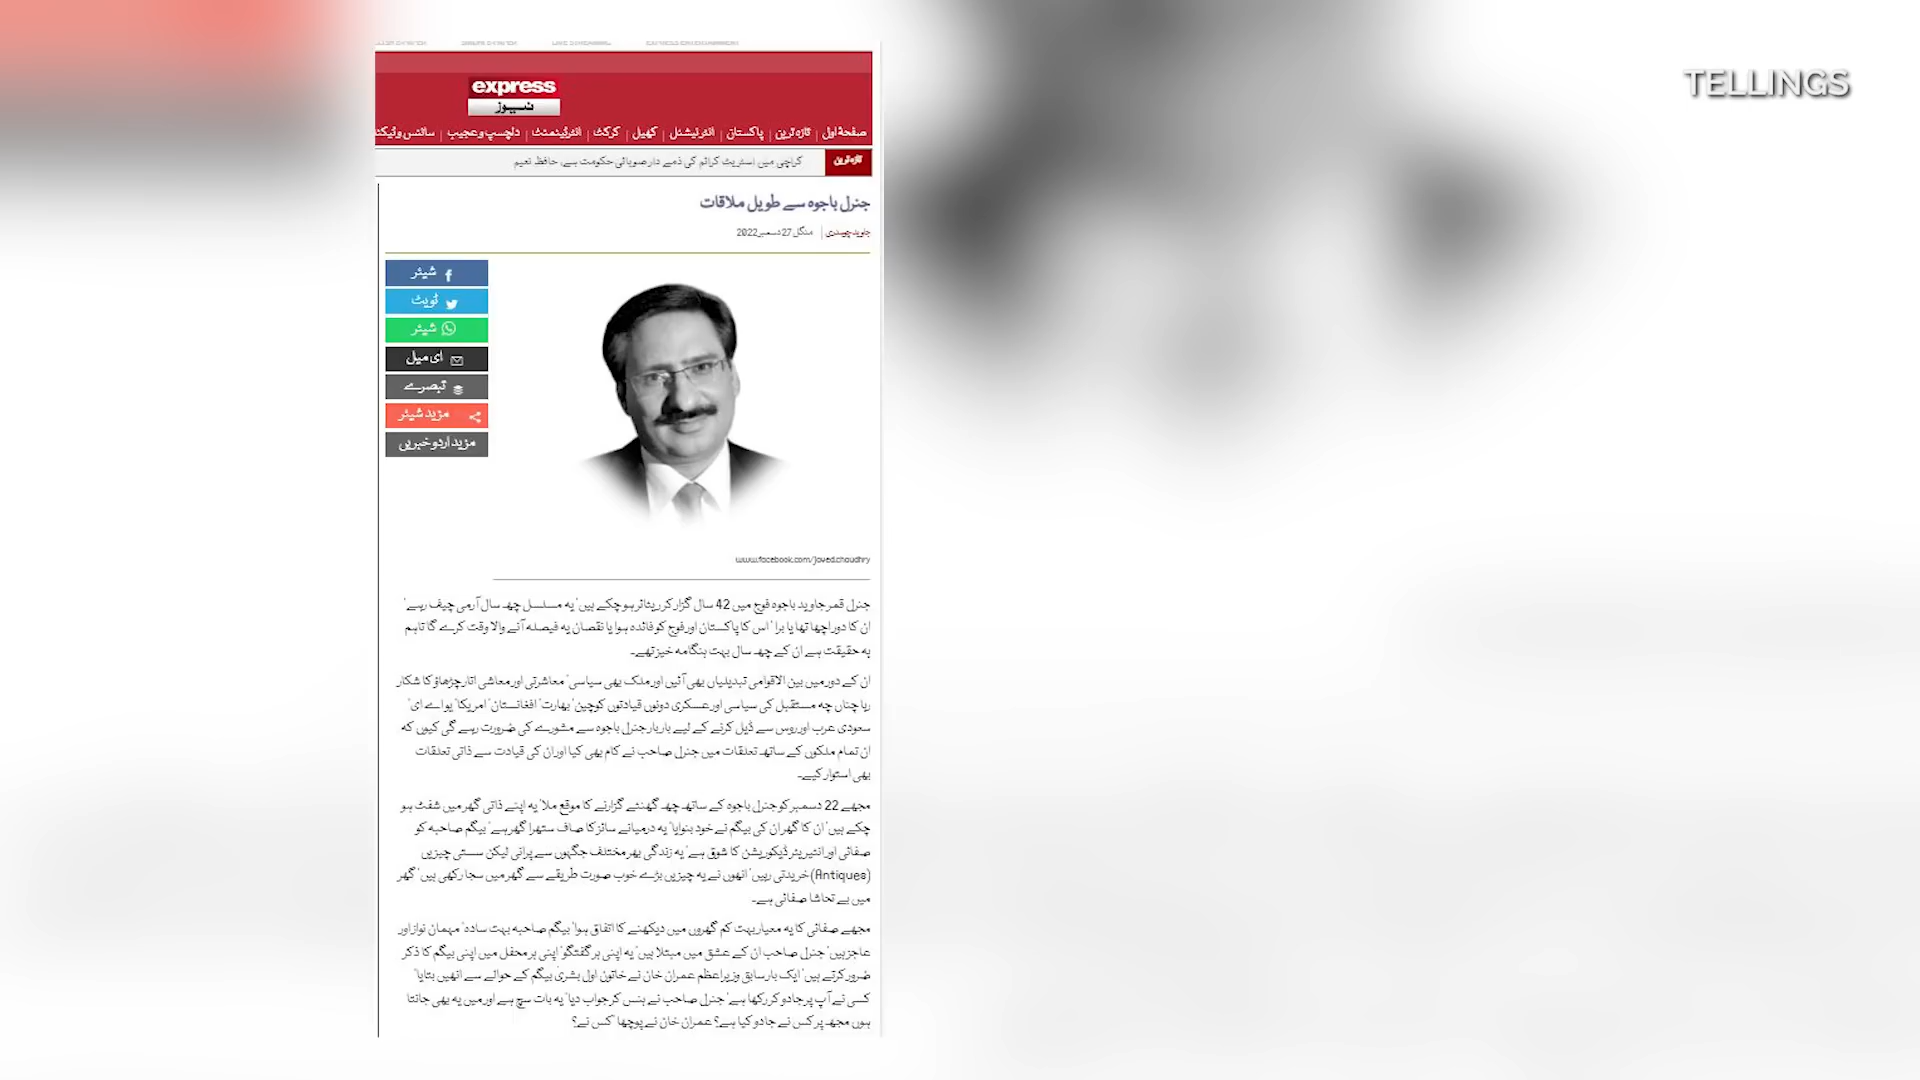 TELLINGS
express
نیوز
صفحۂ اول | تازہ ترین | پاکستان | انٹرنیشنل | کھیل | کرکٹ | انٹرٹینمنٹ | دلچسپ و عجیب | سائنس و ٹیکن
تازہ ترین
کراچی میں اسٹریٹ کرائم کی ذمے دار صوبائی حکومت ہے، حافظ نعیم
جنرل باجوہ سے طویل ملاقات
جاوید چوہدری | منگل 27 دسمبر 2022
شیئر
ٹویٹ
شیئر
ای میل
تبصرے
مزید شیئر
مزید اردو خبریں
www.facebook.com/javed.chaudhry
جنرل قمر جاوید باجوہ فوج میں 42 سال گزار کر ریٹائر ہو چکے ہیں‘ یہ مسلسل چھ سال آرمی چیف رہے‘
ان کا دور اچھا تھا یا برا‘ اس کا پاکستان اور فوج کو فائدہ ہوا یا نقصان یہ فیصلہ آنے والا وقت کرے گا تاہم
یہ حقیقت ہے ان کے چھ سال بہت ہنگامہ خیز تھے۔
ان کے دور میں بین الاقوامی تبدیلیاں بھی آئیں اور ملک بھی سیاسی‘ معاشرتی اور معاشی اتار چڑھاؤ کا شکار
رہا چناں چہ مستقبل کی سیاسی اور عسکری دونوں قیادتوں کو چین‘ بھارت‘ افغانستان‘ امریکا‘ یو اے ای‘
سعودی عرب اور روس سے ڈیل کرنے کے لیے بار بار جنرل باجوہ سے مشورے کی ضرورت رہے گی کیوں کہ
ان تمام ملکوں کے ساتھ تعلقات میں جنرل صاحب نے کام بھی کیا اور ان کی قیادت سے ذاتی تعلقات
بھی استوار کیے۔
مجھے 22 دسمبر کو جنرل باجوہ کے ساتھ چھ گھنٹے گزارنے کا موقع ملا‘ یہ اپنے ذاتی گھر میں شفٹ ہو
چکے ہیں‘ ان کا گھر ان کی بیگم نے خود بنوایا‘ یہ درمیانے سائز کا صاف ستھرا گھر ہے‘ بیگم صاحبہ کو
صفائی اور انٹیریئر ڈیکوریشن کا شوق ہے‘ یہ زندگی بھر مختلف جگہوں سے پرانی لیکن سستی چیزیں
(Antiques) خریدتی رہیں‘ انھوں نے یہ چیزیں بڑے خوب صورت طریقے سے گھر میں سجا رکھی ہیں‘ گھر
میں بے تحاشا صفائی ہے۔
مجھے صفائی کا یہ معیار بہت کم گھروں میں دیکھنے کا اتفاق ہوا‘ بیگم صاحبہ بہت سادہ‘ مہمان نواز اور
عاجز ہیں‘ جنرل صاحب ان کے عشق میں مبتلا ہیں‘ یہ اپنی ہر گفتگو‘ اپنی ہر محفل میں اپنی بیگم کا ذکر
ضرور کرتے ہیں‘ ایک بار سابق وزیراعظم عمران خان نے خاتون اول بشریٰ بیگم کے حوالے سے انھیں بتایا‘
کسی نے آپ پر جادو کر رکھا ہے‘ جنرل صاحب نے ہنس کر جواب دیا‘ یہ بات سچ ہے اور میں یہ بھی جانتا
ہوں مجھ پر کس نے جادو کیا ہے؟ عمران خان نے پوچھا ’’کس نے؟